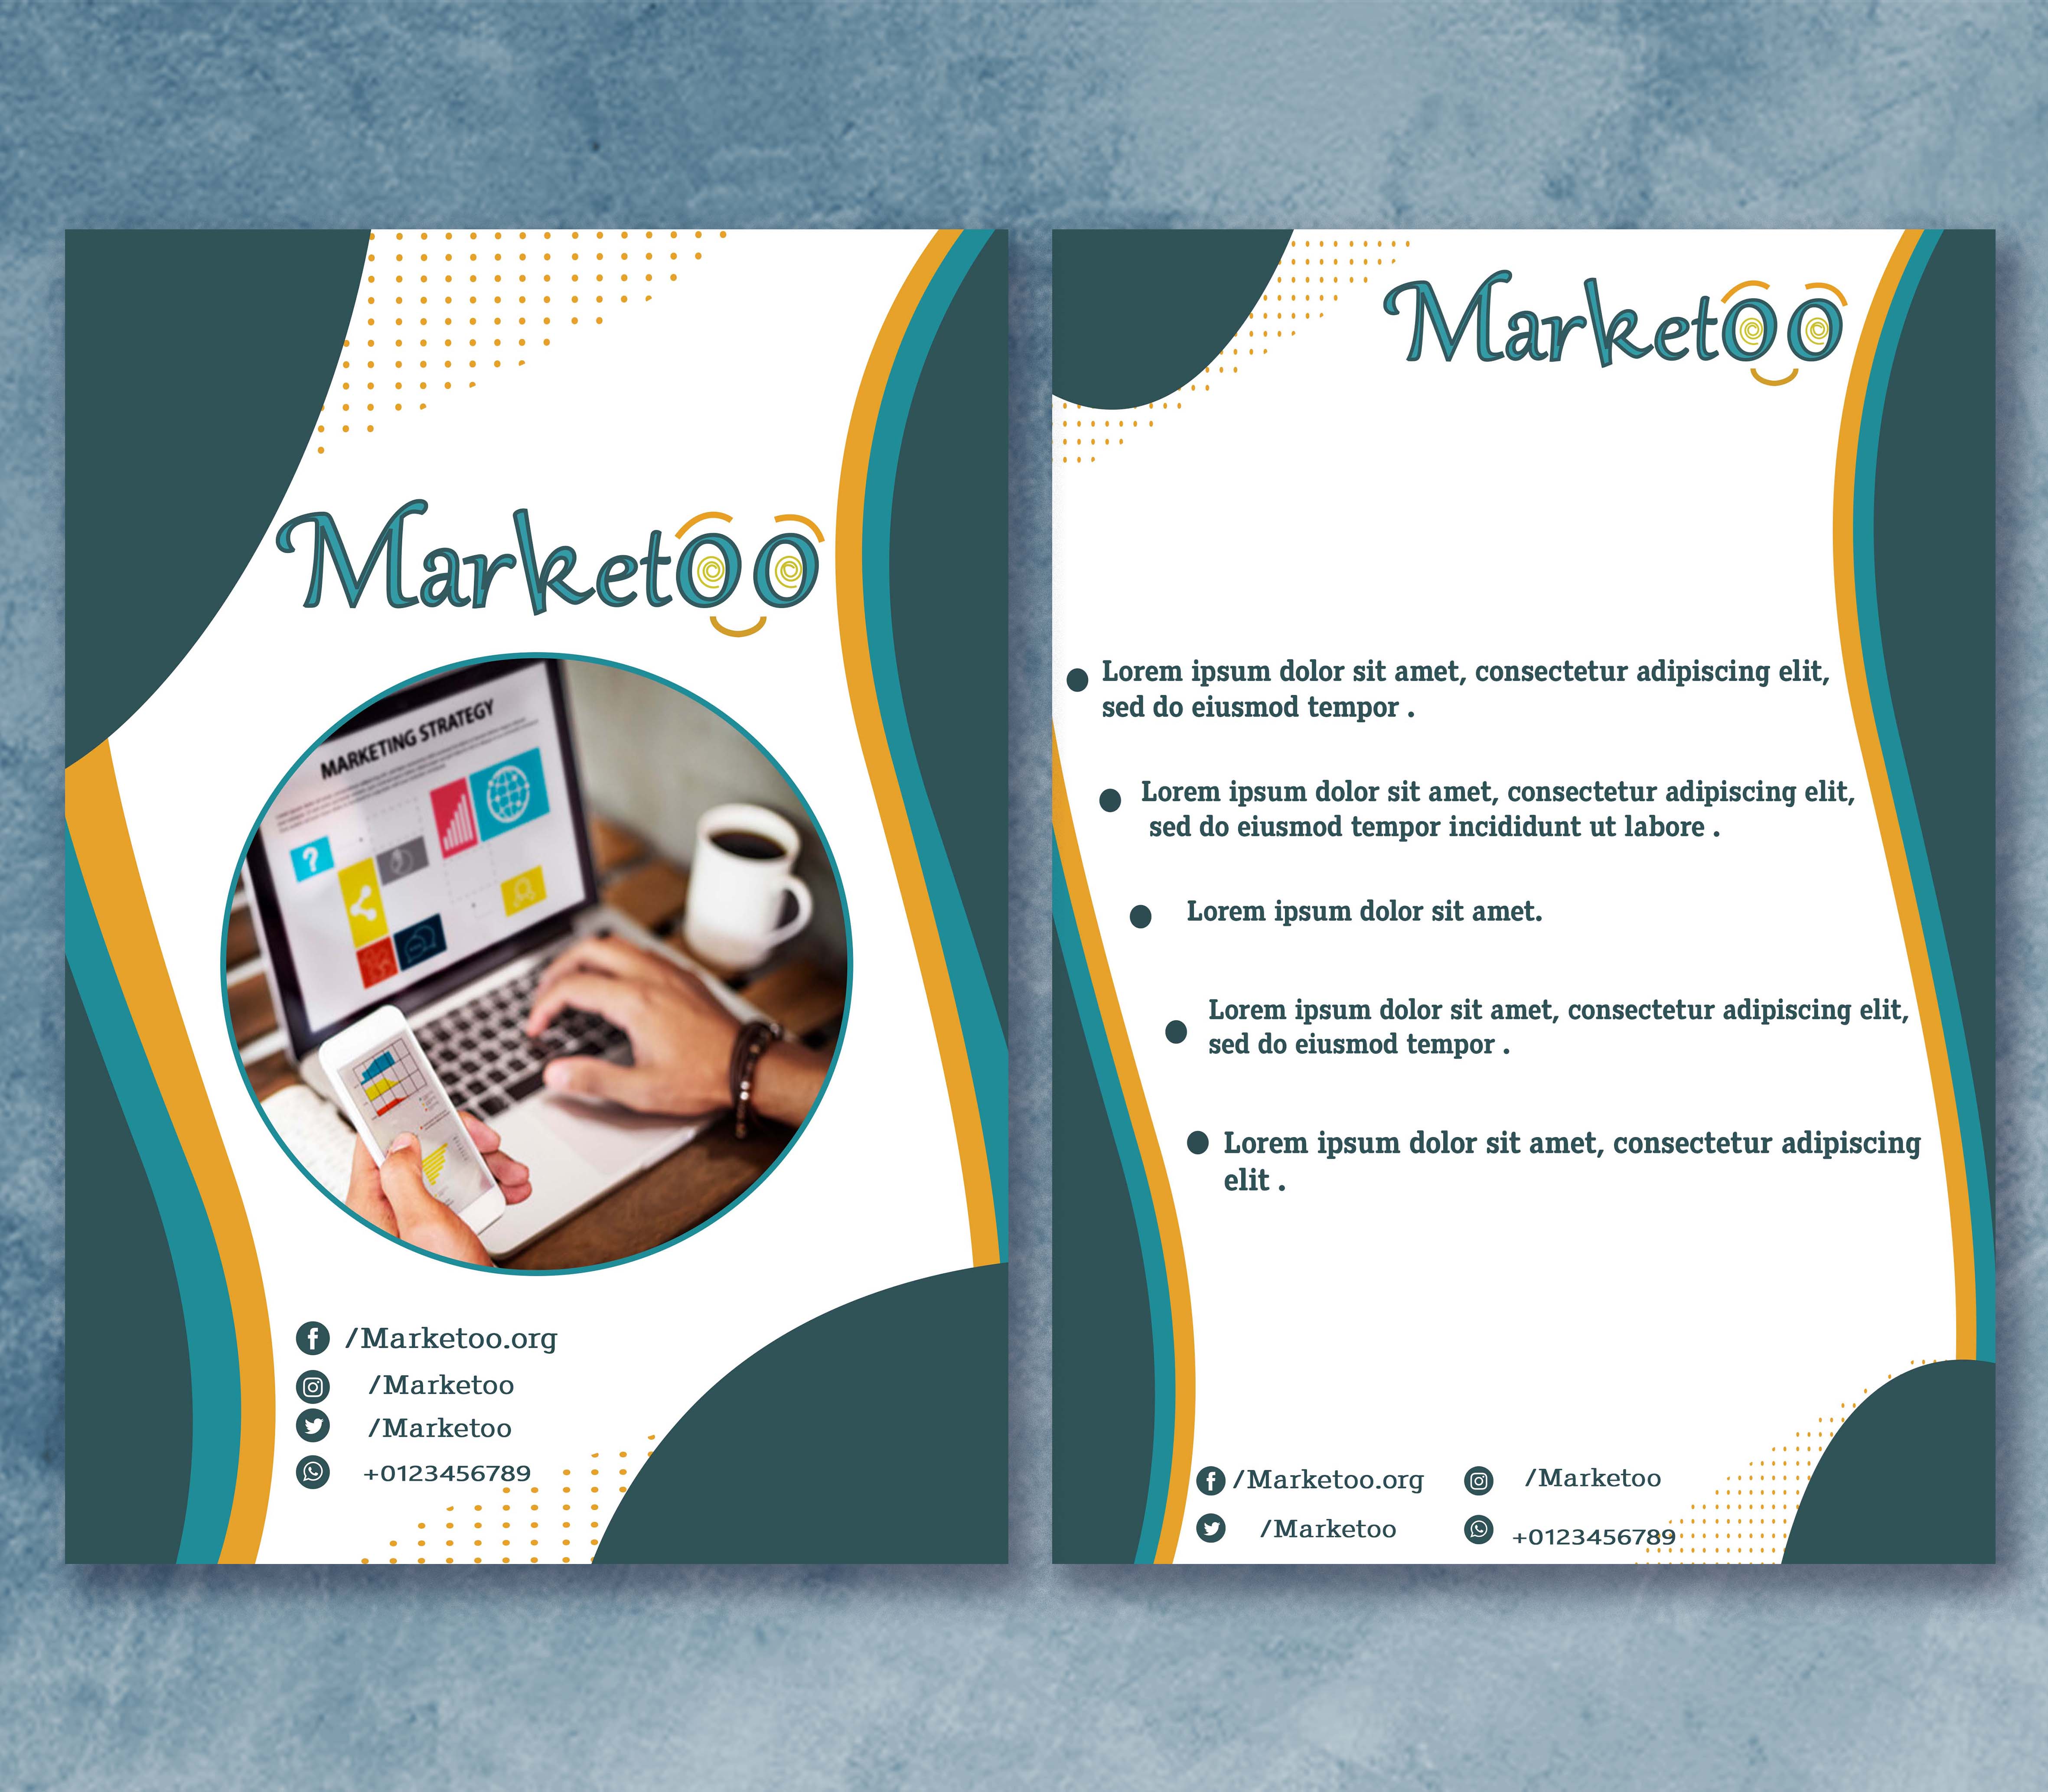 Marketoo
MARKETING STRATEGY
/Marketoo.org
/Marketoo
/Marketoo
+0123456789
Marketoo
Lorem ipsum dolor sit amet, consectetur adipiscing elit,
sed do eiusmod tempor .
Lorem ipsum dolor sit amet, consectetur adipiscing elit,
sed do eiusmod tempor incididunt ut labore .
Lorem ipsum dolor sit amet.
Lorem ipsum dolor sit amet, consectetur adipiscing elit,
sed do eiusmod tempor .
Lorem ipsum dolor sit amet, consectetur adipiscing
elit .
/Marketoo.org
/Marketoo
/Marketoo
+0123456789